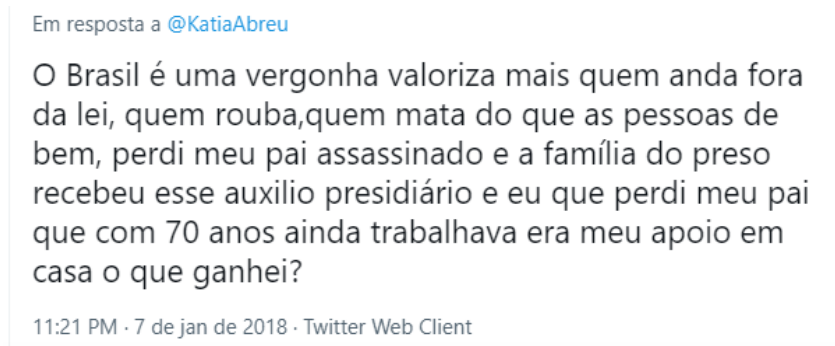 Em resposta a @KatiaAbreu
O Brasil é uma vergonha valoriza mais quem anda fora
da lei, quem rouba,quem mata do que as pessoas de
bem, perdi meu pai assassinado e a família do preso
recebeu esse auxilio presidiário e eu que perdi meu pai
que com 70 anos ainda trabalhava era meu apoio em
casa o que ganhei?
11:21 PM · 7 de jan de 2018 · Twitter Web Client